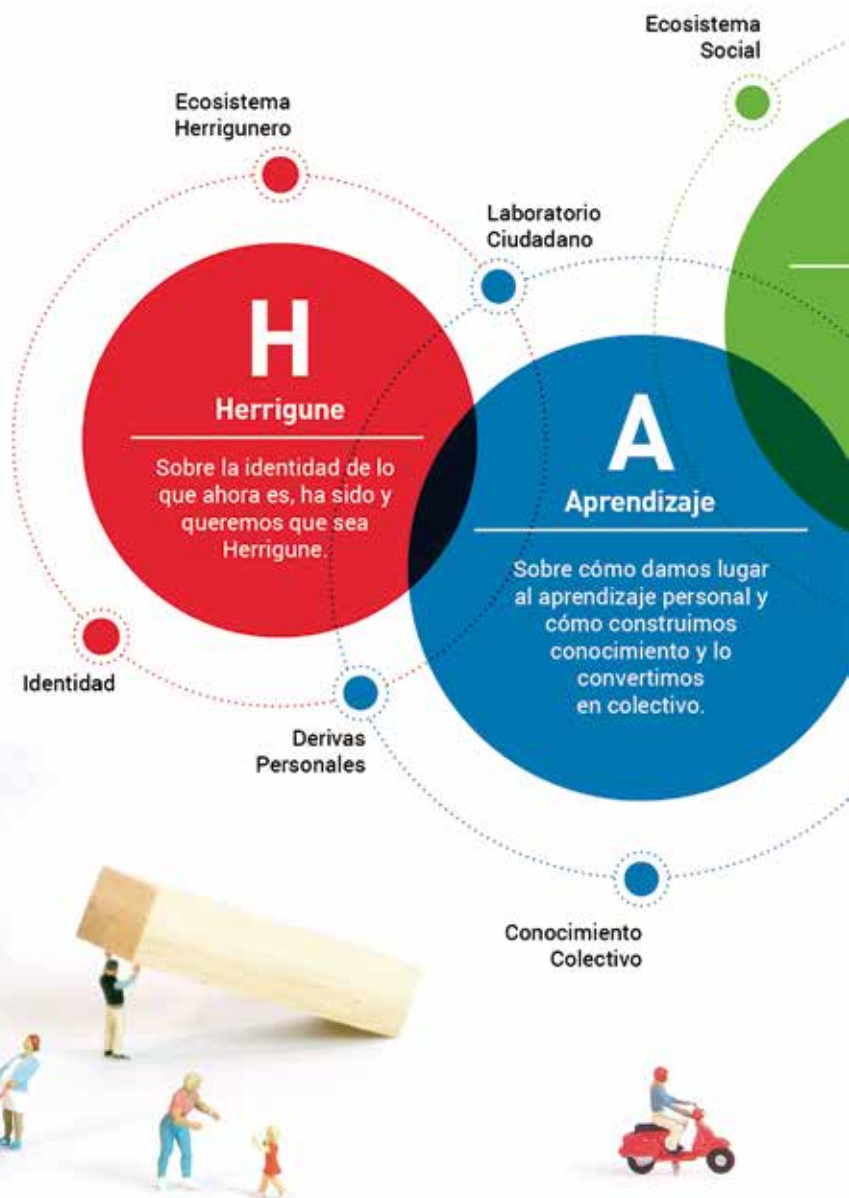 Ecosistema
Social
Ecosistema
Herrigunero
Laboratorio
Ciudadano
H
Herrigune
Sobre la identidad de lo
que ahora es, ha sido y
queremos que sea
Herrigune.
A
Aprendizaje
Sobre cómo damos lugar
al aprendizaje personal y
cómo construimos
conocimiento y lo
convertimos
en colectivo.
Identidad
Derivas
Personales
Conocimiento
Colectivo